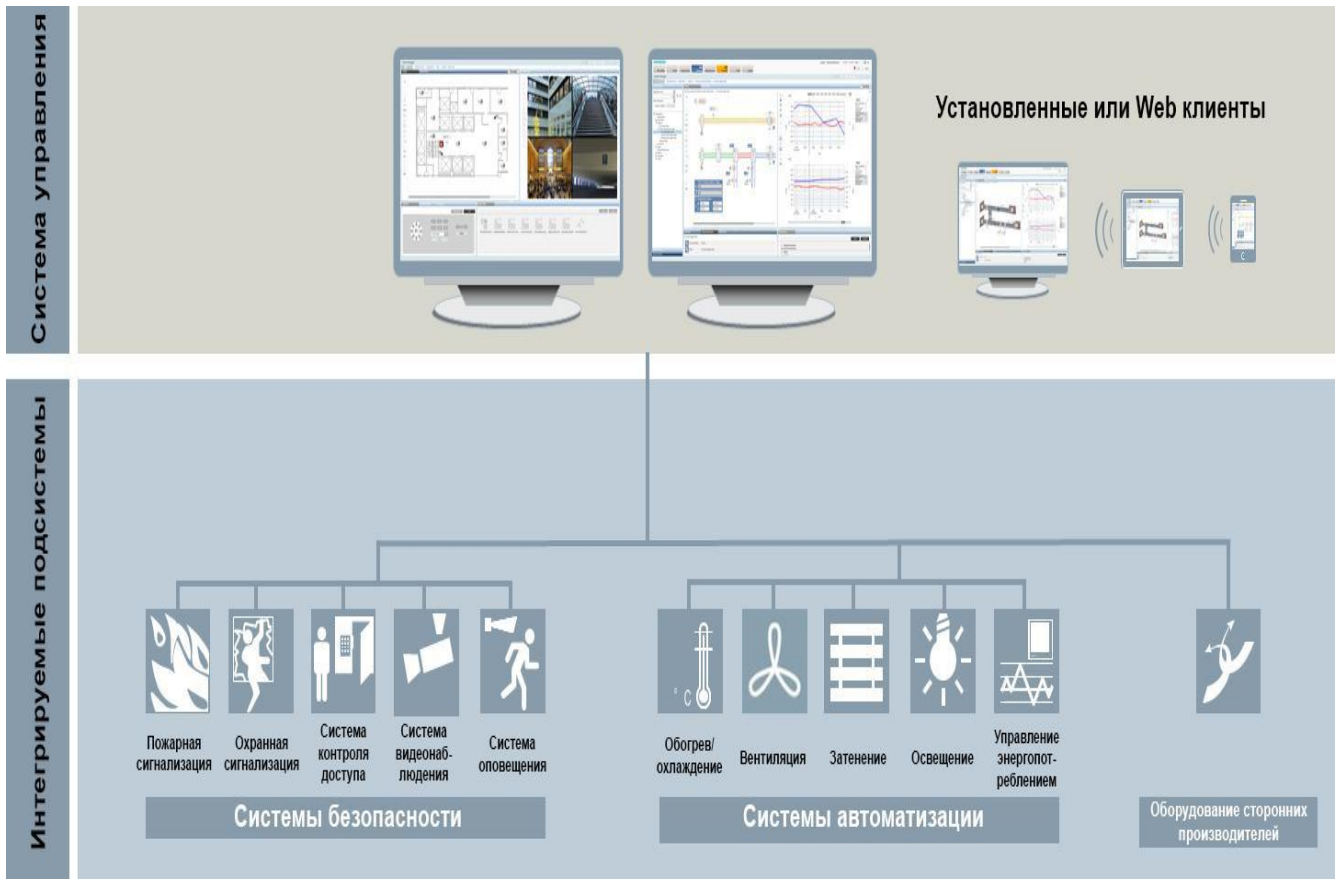 Система управления
Установленные или Web клиенты
Интегрируемые подсистемы
Пожарная
сигнализация
Охранная
сигнализация
Система
контроля
доступа
Система
видеонаб-
людения
Система
оповещения
Системы безопасности
° C
Обогрев/
охлаждение
Вентиляция
Затенение
Освещение
Управление
энергопот-
реблением
Системы автоматизации
Оборудование сторонних
производителей